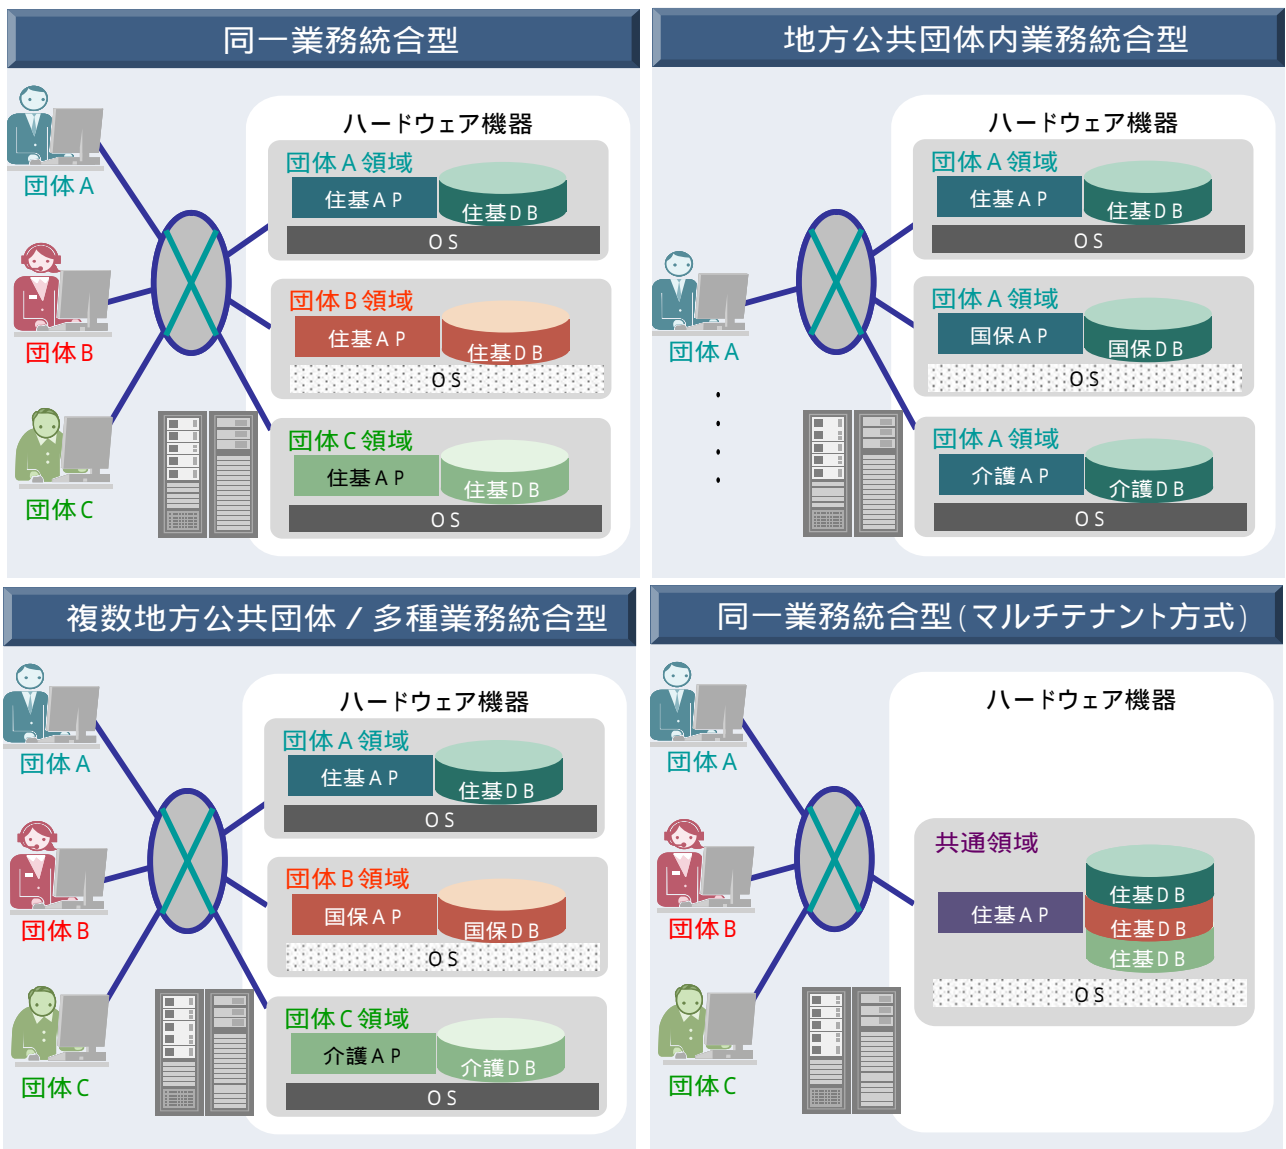 同一業務統合型
ハードウェア機器
団体A
団体A領域
住基AP
住基DB
OS
団体B
団体B領域
住基AP
住基DB
OS
団体C
団体C領域
住基AP
住基DB
OS
地方公共団体内業務統合型
ハードウェア機器
団体A領域
住基AP
住基DB
OS
団体A
団体A領域
国保AP
国保DB
OS
・
・
・
・
団体A領域
介護AP
介護DB
OS
複数地方公共団体/多種業務統合型
ハードウェア機器
団体A
団体A領域
住基AP
住基DB
OS
団体B
団体B領域
国保AP
国保DB
OS
団体C
団体C領域
介護AP
介護DB
OS
同一業務統合型(マルチテナント方式)
ハードウェア機器
団体A
団体B
団体C
共通領域
住基AP
住基DB
住基DB
住基DB
OS